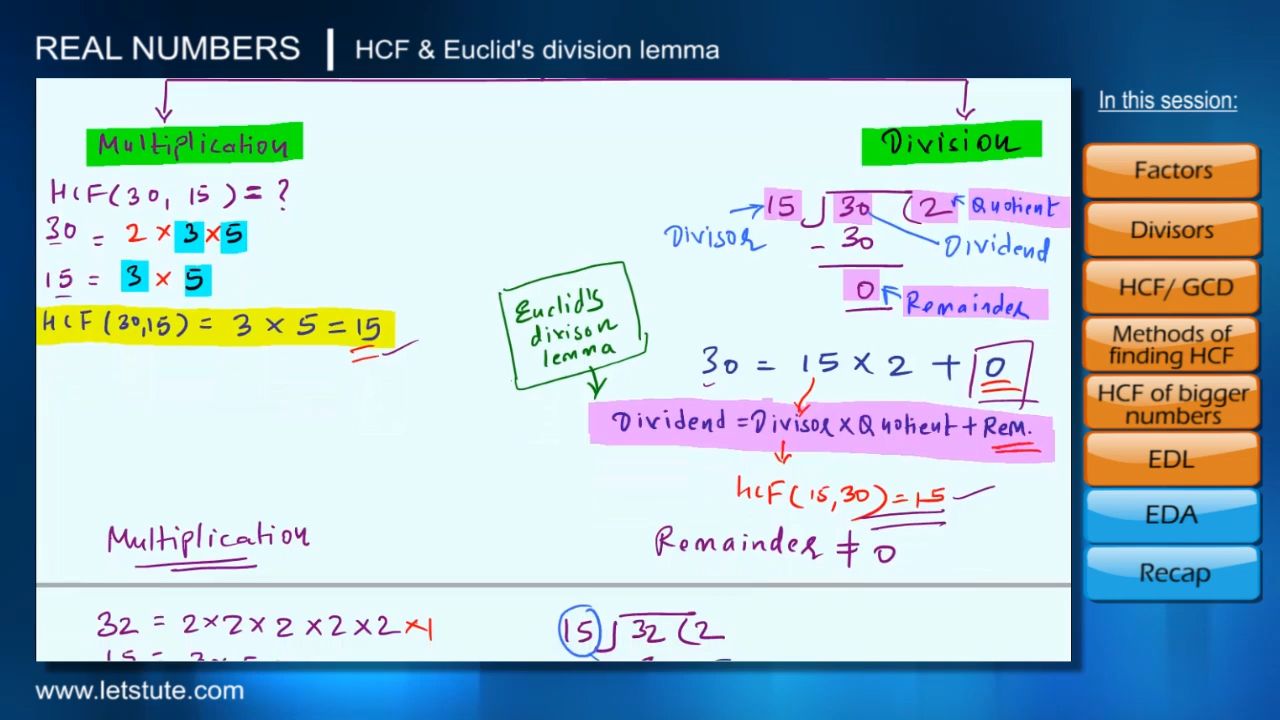 REAL NUMBERS | HCF & Euclid's division lemma
In this session:
Factors
Divisors
HCF/ GCD
Methods of finding HCF
HCF of bigger numbers
EDL
EDA
Recap
Multiplication
HCF(30, 15) = ?
30 = 2 × 3 × 5
15 = 3 × 5
HCF (30,15) = 3 × 5 = 15
Division
15 30 2 Quotient
Divisor - 30 Dividend
0 Remainder
Euclid's
divison
lemma
30 = 15 × 2 + 0
Dividend = Divisor × Quotient + Rem.
HCF(15,30) = 15
Remainder ≠ 0
Multiplication
32 = 2×2×2×2×2×1
15 = 3×5
15 32 2
www.letstute.com